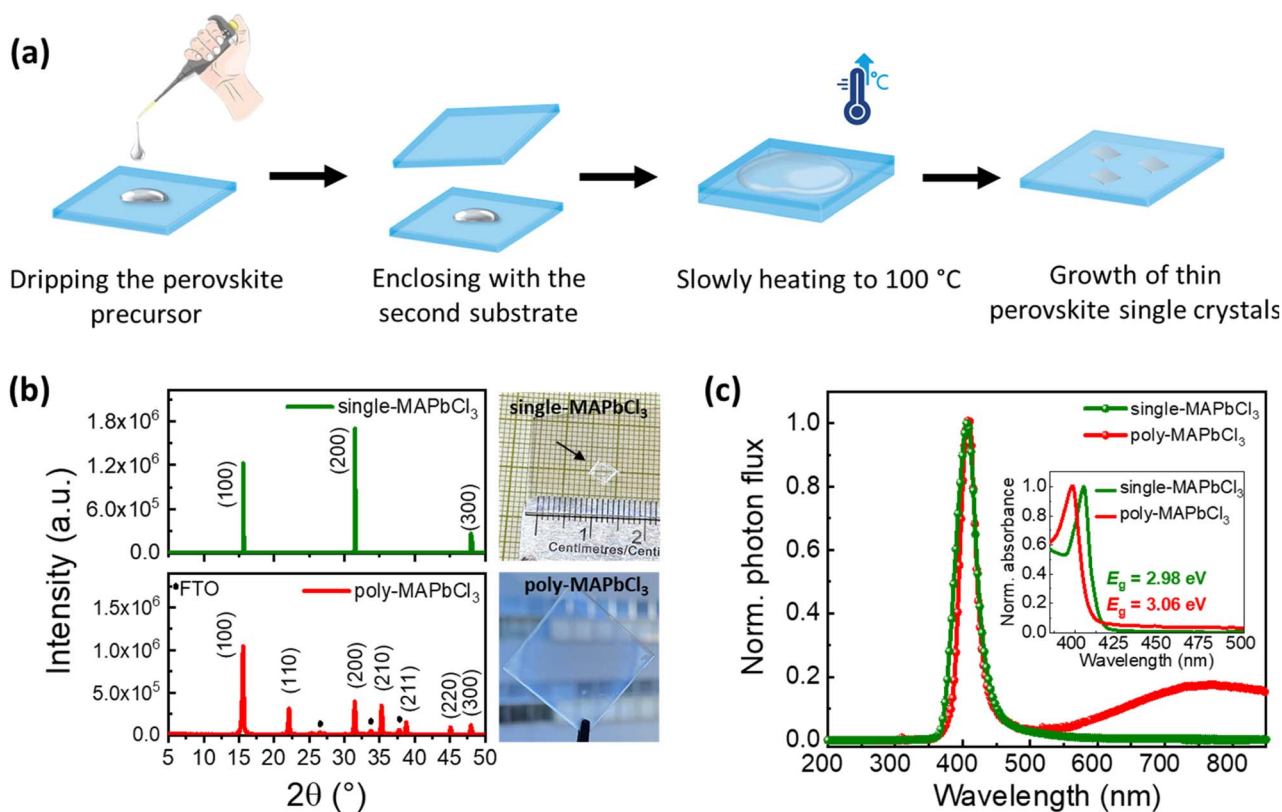 (a)
°C
Dripping the perovskite
precursor
Enclosing with the
second substrate
Slowly heating to 100 °C
Growth of thin
perovskite single crystals
(b)
Intensity (a.u.)
1.8x10⁶
1.2x10⁶
6.0x10⁵
0.0
single-MAPbCl₃
(100)
(200)
(300)
1.5x10⁶
1.0x10⁶
5.0x10⁵
0.0
FTO
poly-MAPbCl₃
(100)
(110)
(200)
(210)
(211)
(220)
(300)
5 10 15 20 25 30 35 40 45 50
2θ (°)
single-MAPbCl₃
1 2
Centimetres/Centi
poly-MAPbCl₃
(c)
Norm. photon flux
1.0
0.8
0.6
0.4
0.2
0.0
single-MAPbCl₃
poly-MAPbCl₃
200 300 400 500 600 700 800
Wavelength (nm)
Norm. absorbance
1.0
0.8
0.6
0.4
0.2
0.0
single-MAPbCl₃
poly-MAPbCl₃
Eg = 2.98 eV
Eg = 3.06 eV
400 425 450 475 500
Wavelength (nm)